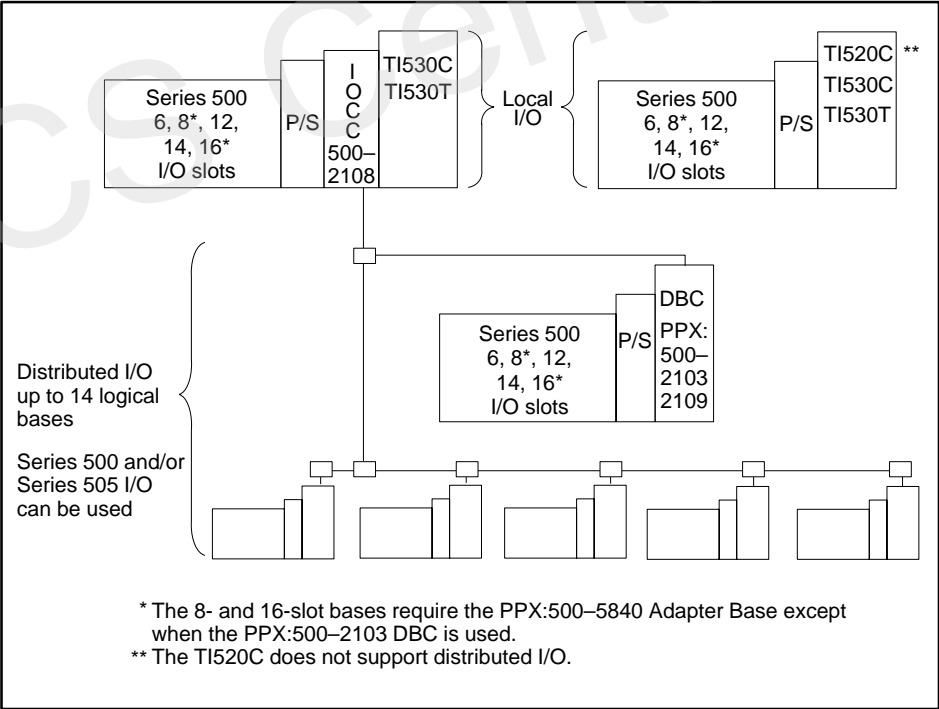 Series 500
6, 8*, 12,
14, 16*
I/O slots
P/S
I
O
C
C
500–
2108
TI530C
TI530T
Local
I/O
Series 500
6, 8*, 12,
14, 16*
I/O slots
P/S
TI520C **
TI530C
TI530T
Series 500
6, 8*, 12,
14, 16*
I/O slots
P/S
DBC
PPX:
500–
2103
2109
Distributed I/O
up to 14 logical
bases
Series 500 and/or
Series 505 I/O
can be used
* The 8- and 16-slot bases require the PPX:500–5840 Adapter Base except
when the PPX:500–2103 DBC is used.
** The TI520C does not support distributed I/O.
CS Cent